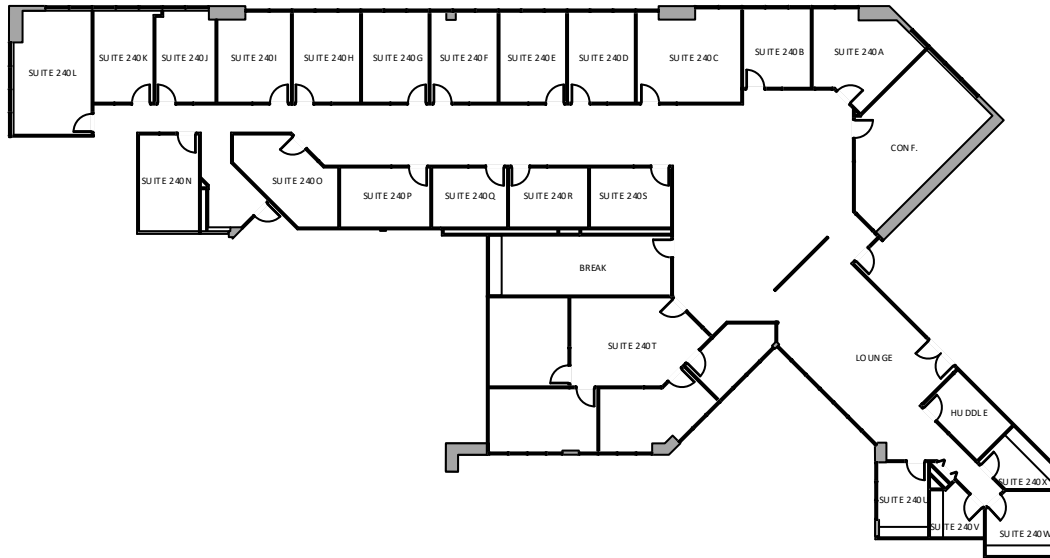 SUITE 240L
SUITE 240K
SUITE 240J
SUITE 240I
SUITE 240H
SUITE 240G
SUITE 240F
SUITE 240E
SUITE 240D
SUITE 240C
SUITE 240B
SUITE 240A
CONF.
SUITE 240N
SUITE 240O
SUITE 240P
SUITE 240Q
SUITE 240R
SUITE 240S
BREAK
SUITE 240T
LOUNGE
HUDDLE
SUITE 240X
SUITE 240U
SUITE 240V
SUITE 240W